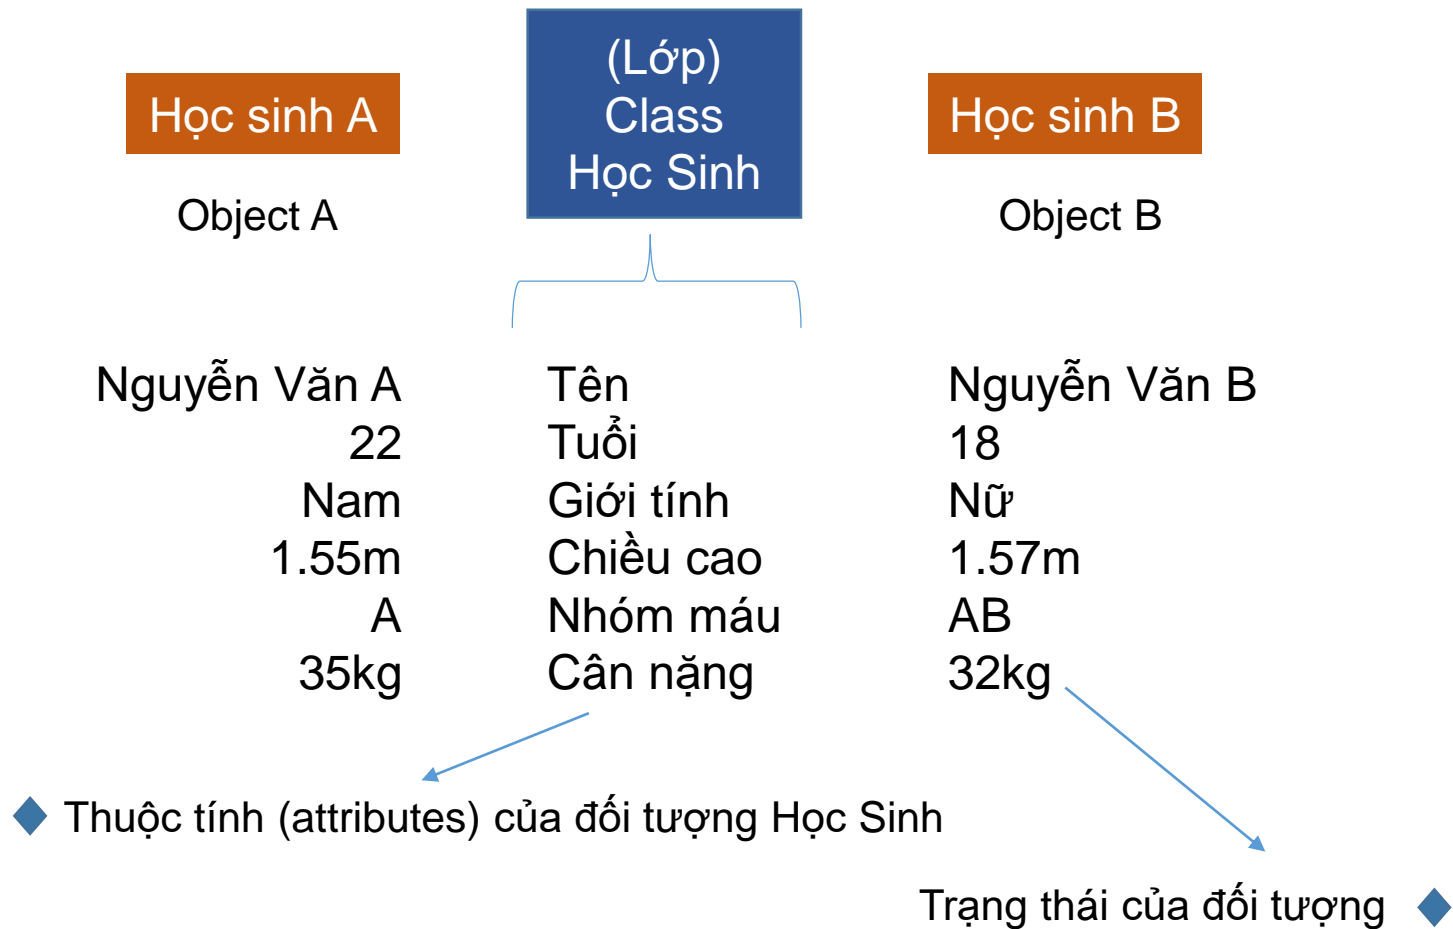 (Lớp)
Class
Học Sinh
Học sinh A
Học sinh B
Object A
Object B
Nguyễn Văn A Tên Nguyễn Văn B
22 Tuổi 18
Nam Giới tính Nữ
1.55m Chiều cao 1.57m
A Nhóm máu AB
35kg Cân nặng 32kg
Thuộc tính (attributes) của đối tượng Học Sinh
Trạng thái của đối tượng